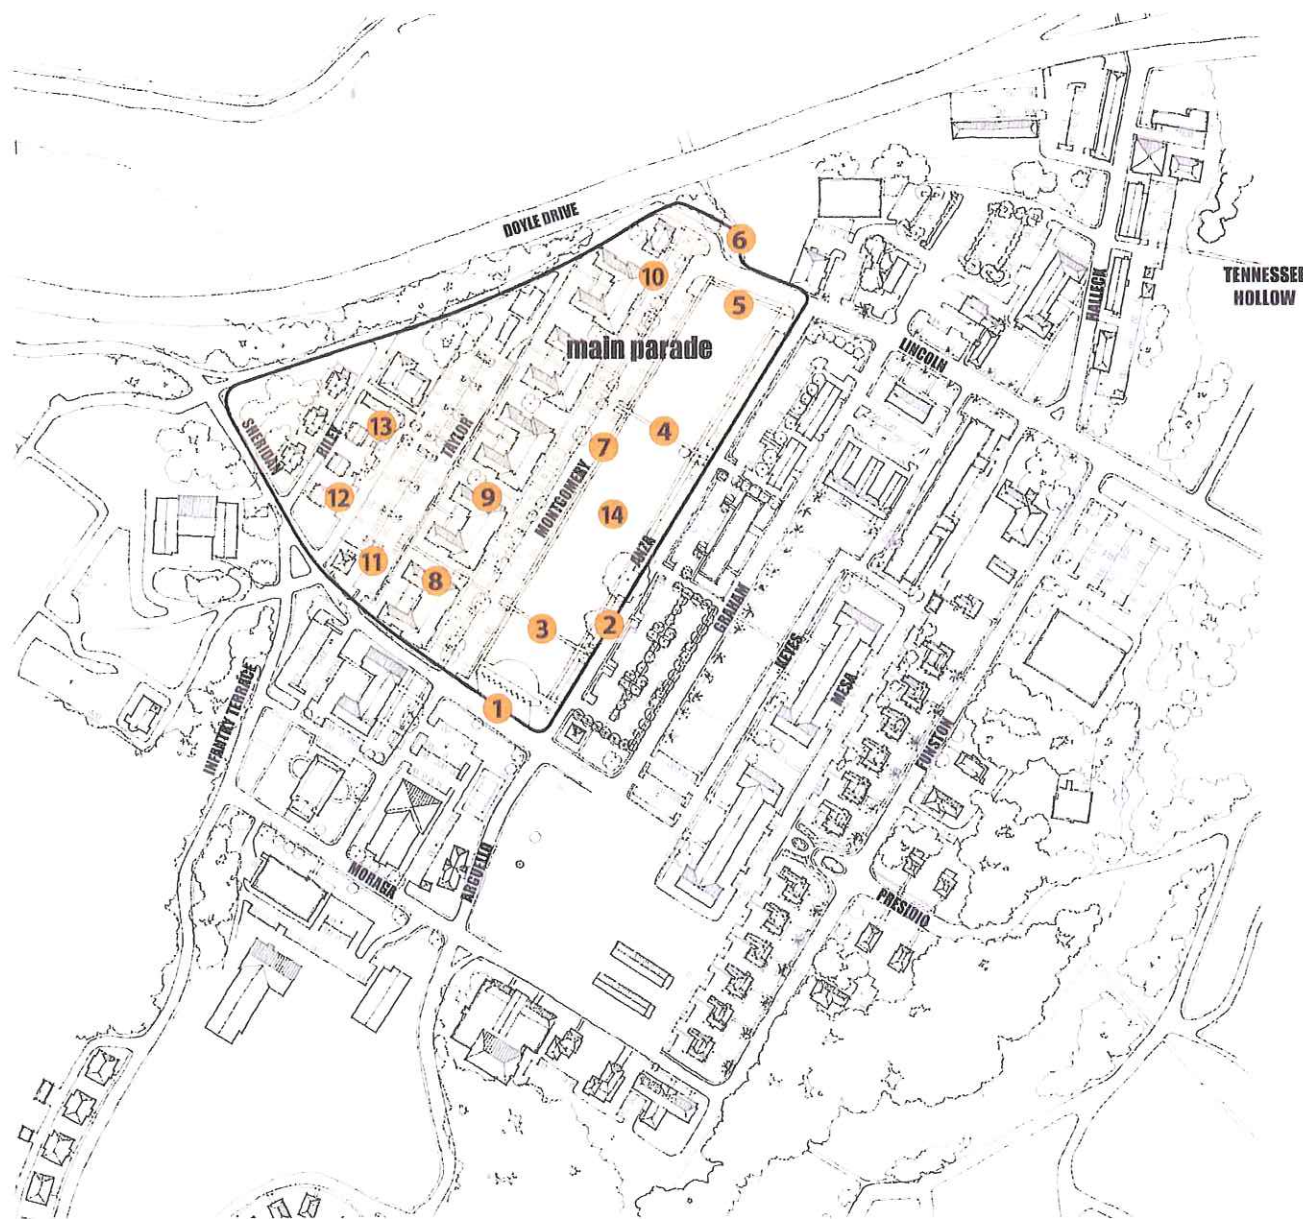 DOYLE DRIVE
6
10
TENNESSEE
HOLLOW
HALLECK
5
main parade
LINCOLN
SHERIDAN
RILEY
13
TAYLOR
4
7
MONTGOMERY
12
9
14
11
8
ANZA
3
2
GRAHAM
KEYES
MESA
1
INFANTRY TERRACE
FUNSTON
MORAGA
ARGUELLO
PRESIDIO